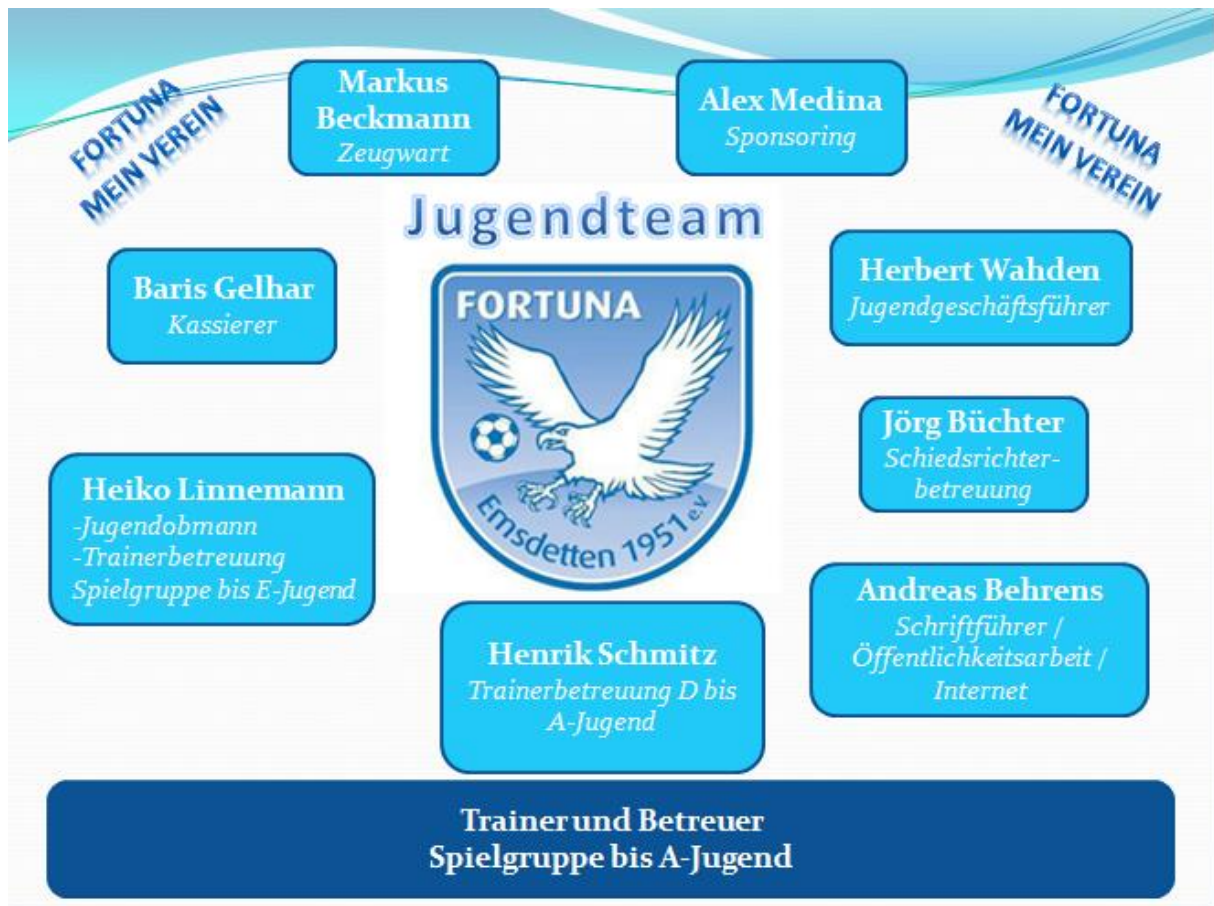 FORTUNA
MEIN VEREIN
Markus
Beckmann
Zeugwart
Alex Medina
Sponsoring
FORTUNA
MEIN VEREIN
Jugendteam
Baris Gelhar
Kassierer
FORTUNA
Emsdetten 1951 e.V.
Herbert Wahden
Jugendgeschäftsführer
Jörg Büchter
Schiedsrichter-
betreuung
Heiko Linnemann
-Jugendobmann
-Trainerbetreuung
Spielgruppe bis E-Jugend
Henrik Schmitz
Trainerbetreuung D bis
A-Jugend
Andreas Behrens
Schriftführer /
Öffentlichkeitsarbeit /
Internet
Trainer und Betreuer
Spielgruppe bis A-Jugend